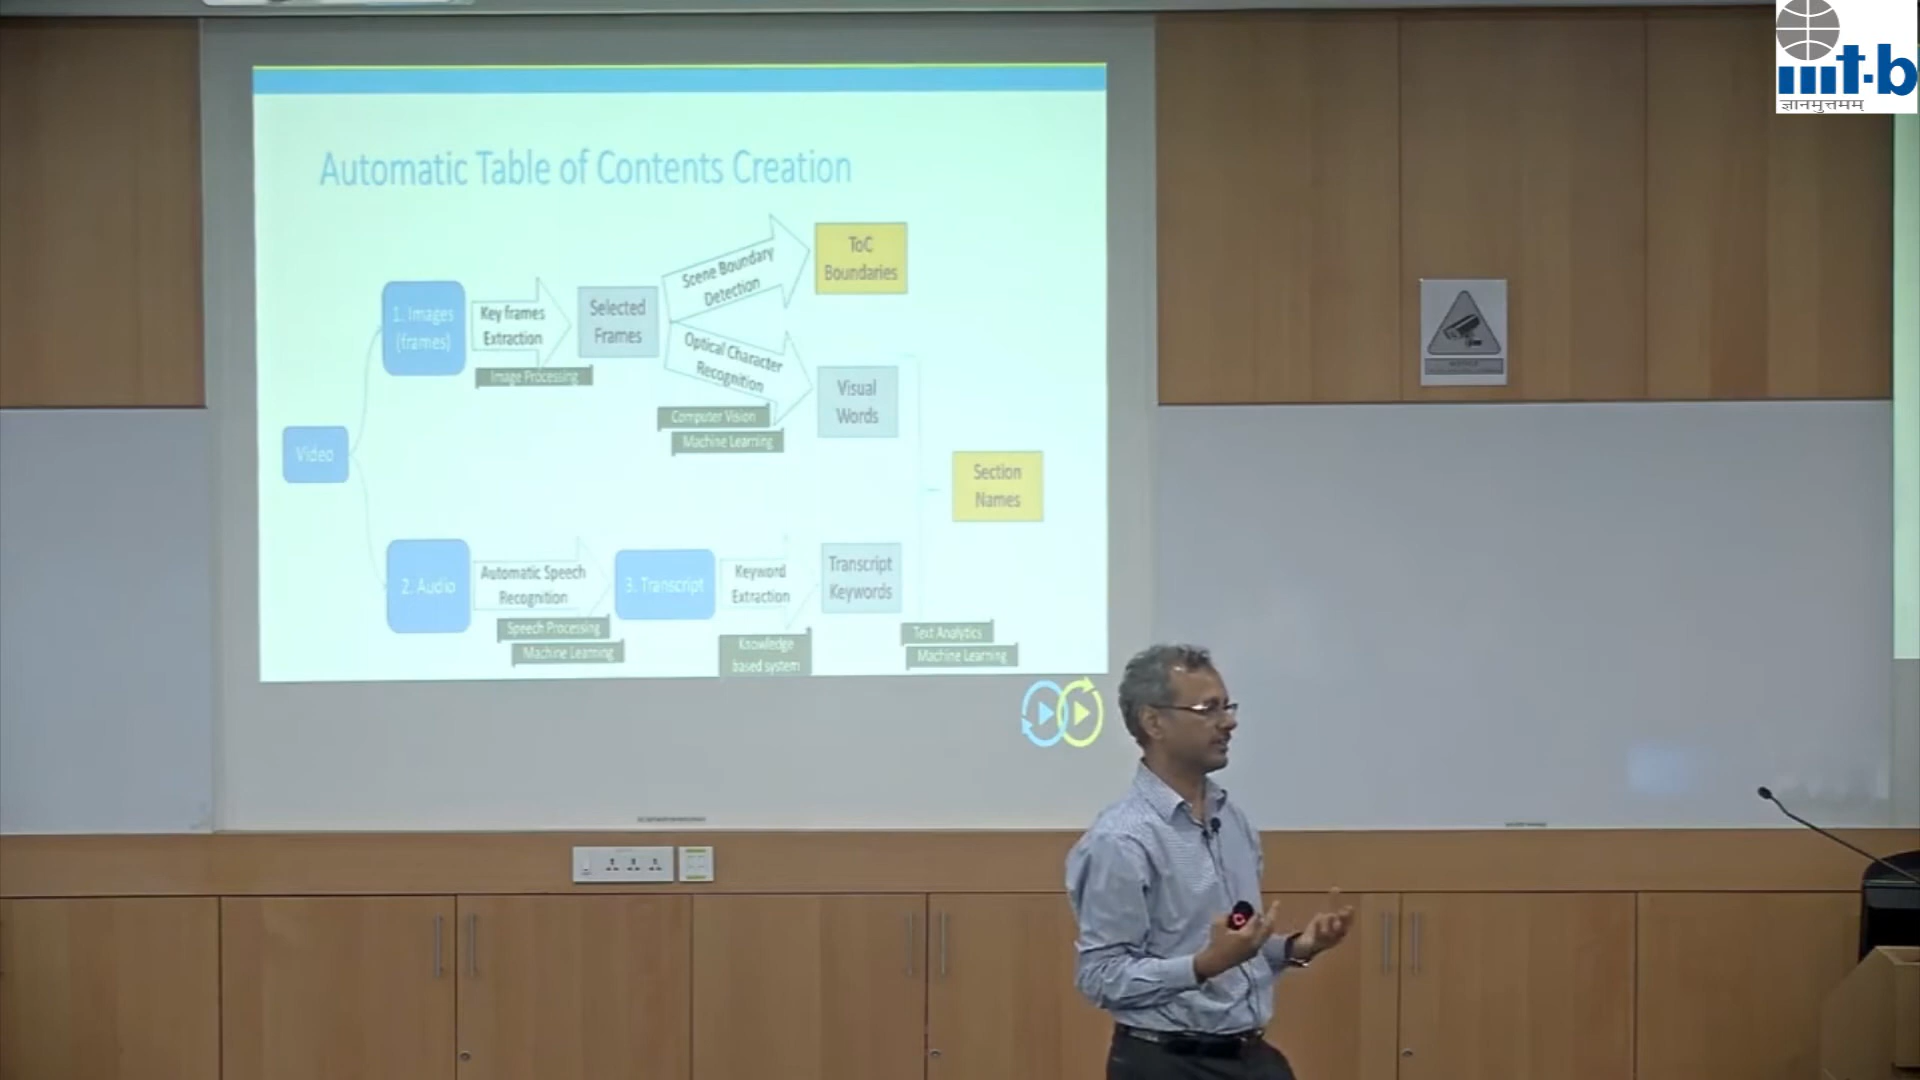 iiit-b
ज्ञानमुत्तमम्
Automatic Table of Contents Creation
Video
1. Images
(frames)
Key frames
Extraction
Image Processing
Selected
Frames
Scene Boundary
Detection
ToC
Boundaries
Optical Character
Recognition
Computer Vision
Machine Learning
Visual
Words
Section
Names
2. Audio
Automatic Speech
Recognition
Speech Processing
Machine Learning
3. Transcript
Keyword
Extraction
Knowledge
based system
Transcript
Keywords
Text Analytics
Machine Learning